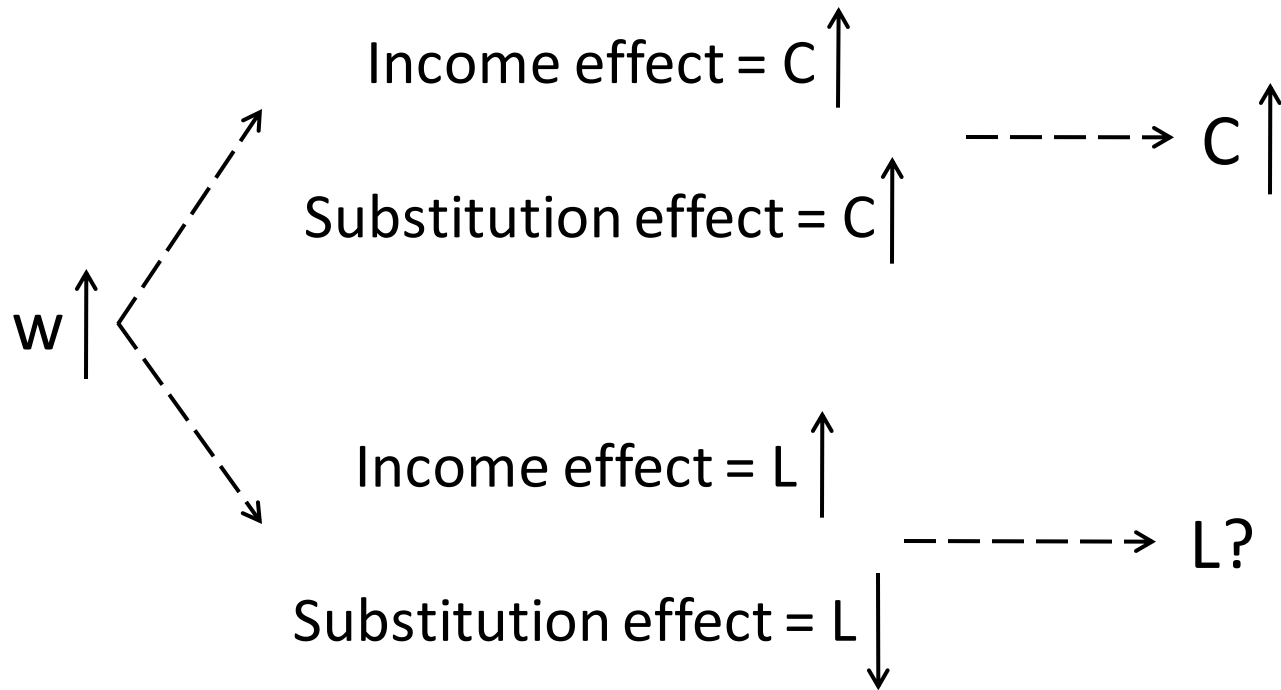 Income effect = C
C
Substitution effect = C
w
Income effect = L
L?
Substitution effect = L